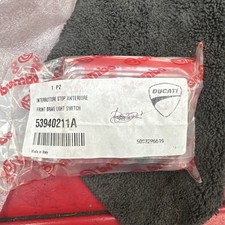 1 PZ
INTERRUTTORE STOP ANTERIORE
FRONT BRAKE LIGHT SWITCH
53940211A
DUCATI
Made in Italy